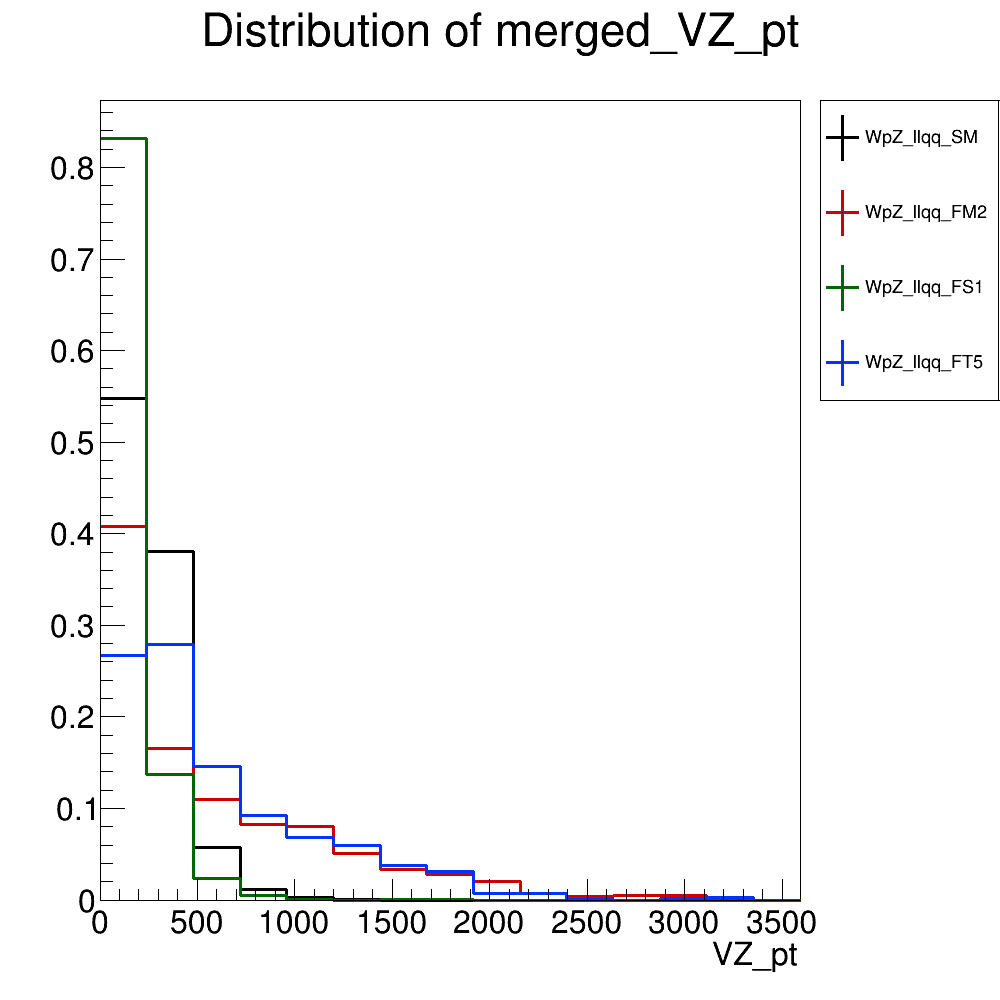 Distribution of merged_VZ_pt
WpZ_llqq_SM
WpZ_llqq_FM2
WpZ_llqq_FS1
WpZ_llqq_FT5
0.8
0.7
0.6
0.5
0.4
0.3
0.2
0.1
0
0 500 1000 1500 2000 2500 3000 3500
VZ_pt